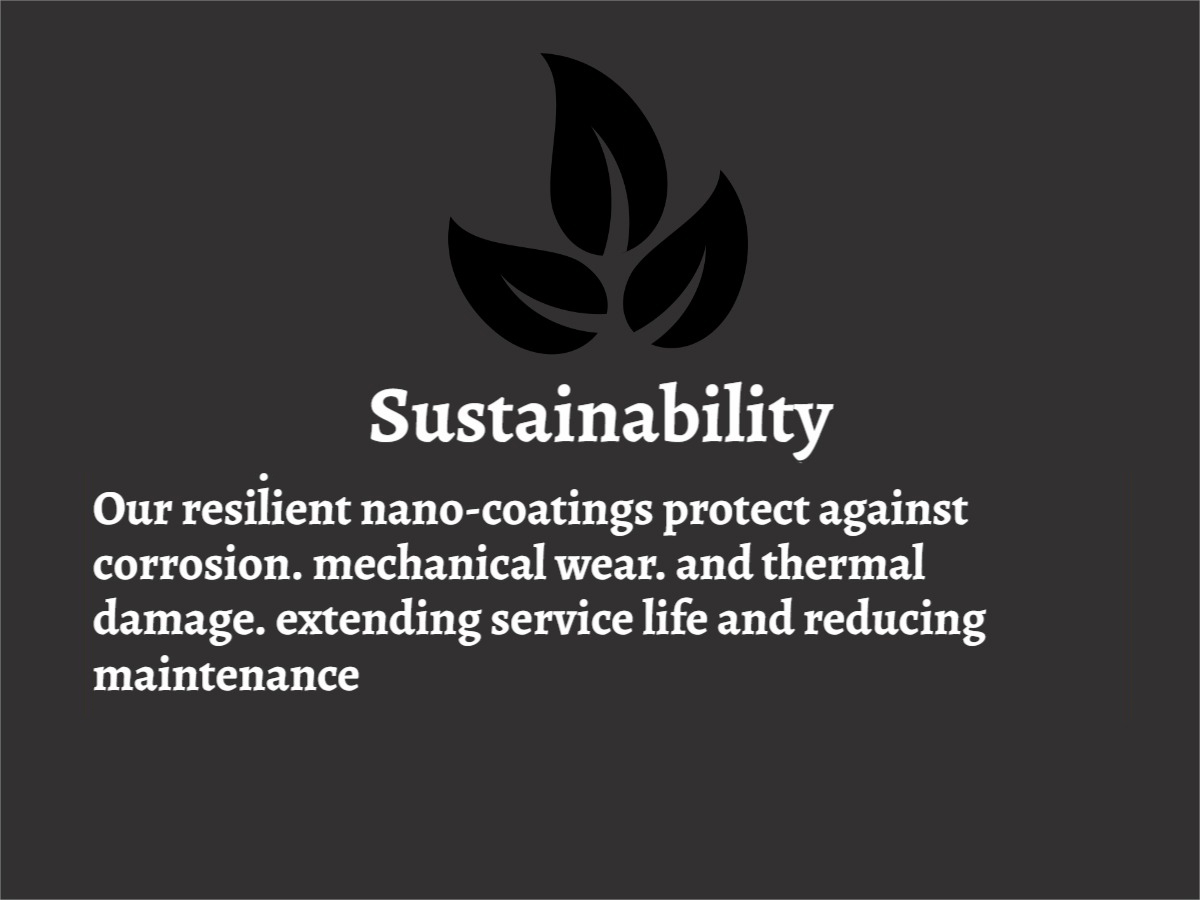 Sustainability
Our resilient nano-coatings protect against
corrosion. mechanical wear. and thermal
damage. extending service life and reducing
maintenance